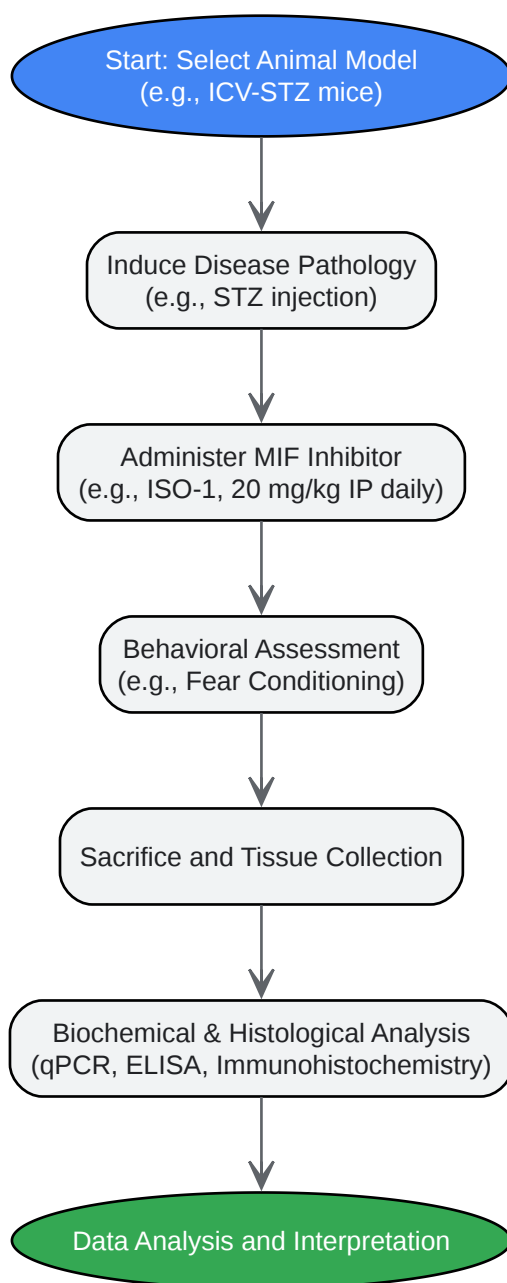 Start: Select Animal Model
(e.g., ICV-STZ mice)
Induce Disease Pathology
(e.g., STZ injection)
Administer MIF Inhibitor
(e.g., ISO-1, 20 mg/kg IP daily)
Behavioral Assessment
(e.g., Fear Conditioning)
Sacrifice and Tissue Collection
Biochemical & Histological Analysis
(qPCR, ELISA, Immunohistochemistry)
Data Analysis and Interpretation